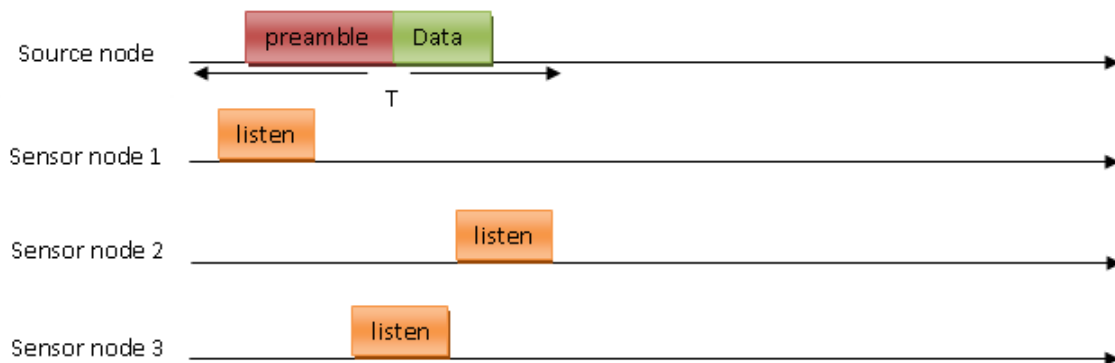 preamble Data
Source node
T
listen
Sensor node 1
listen
Sensor node 2
listen
Sensor node 3